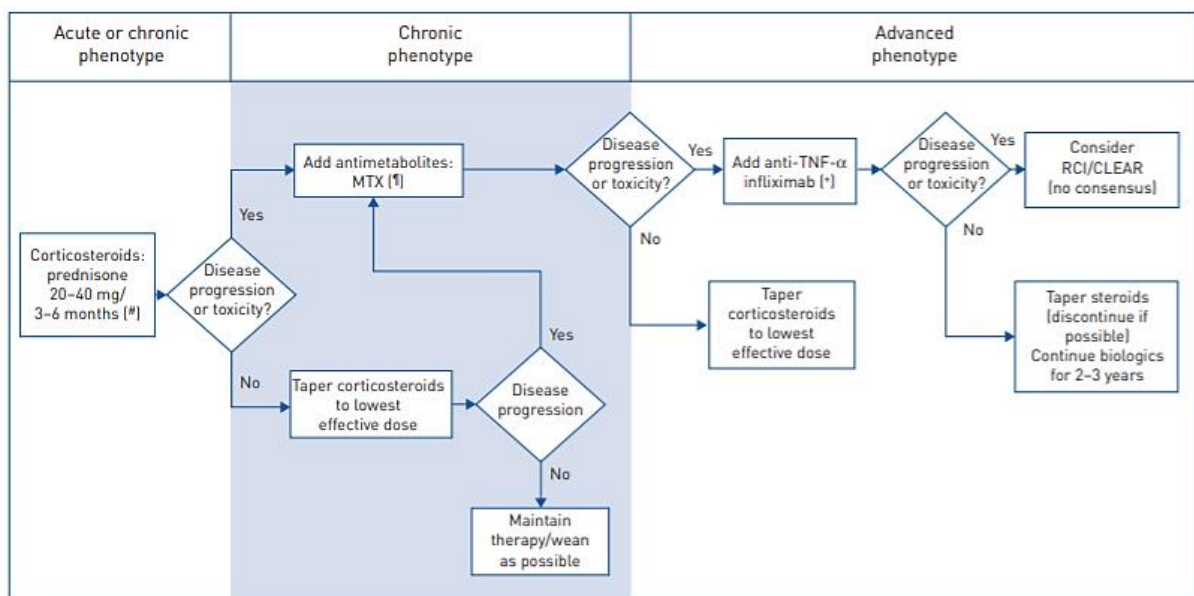 Acute or chronic
phenotype
Chronic
phenotype
Advanced
phenotype
Corticosteroids:
prednisone
20–40 mg/
3–6 months (#)
Disease
progression
or toxicity?
Yes
No
Add antimetabolites:
MTX (¶)
Taper corticosteroids
to lowest
effective dose
Disease
progression
Yes
No
Maintain
therapy/wean
as possible
Disease
progression
or toxicity?
Yes
No
Add anti-TNF-α
infliximab (+)
Taper
corticosteroids
to lowest
effective dose
Disease
progression
or toxicity?
Yes
No
Consider
RCI/CLEAR
(no consensus)
Taper steroids
(discontinue if
possible)
Continue biologics
for 2–3 years